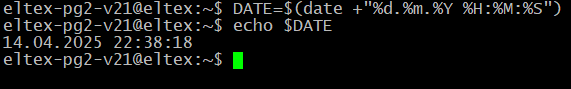 eltex-pg2-v21@eltex:~$ DATE=$(date +"%d.%m.%Y %H:%M:%S")
eltex-pg2-v21@eltex:~$ echo $DATE
14.04.2025 22:38:18
eltex-pg2-v21@eltex:~$